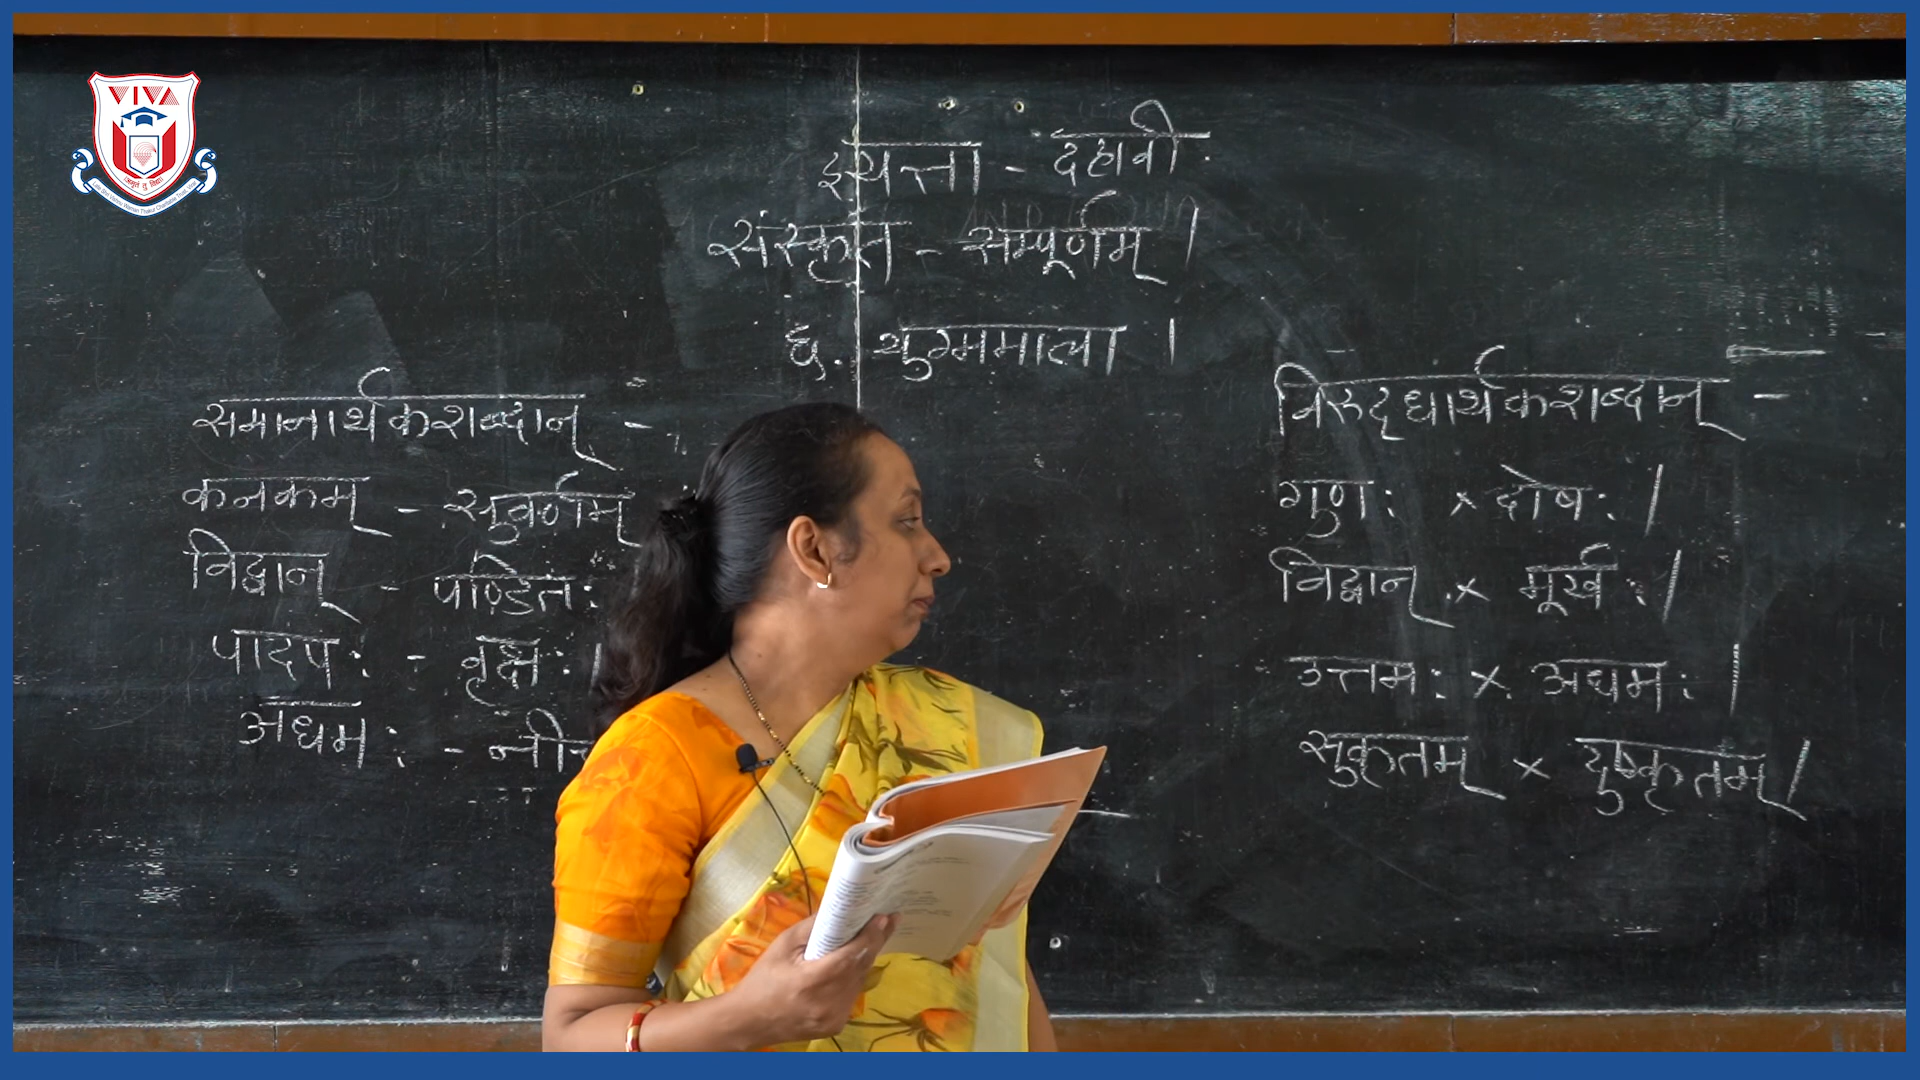 VIVA
इयत्ता - दहावी
संस्कृत - सम्पूर्णम् ।
६. युग्ममाला ।
समानार्थकशब्दान् -
कनकम् - सुवर्णम्
विद्वान् - पण्डितः
पादपः - वृक्षः ।
अधमः - नी
विरुद्धार्थकशब्दान् -
गुणः × दोषः ।
विद्वान् × मूर्खः ।
उत्तमः × अधमः ।
सुकृतम् × दुष्कृतम् ।